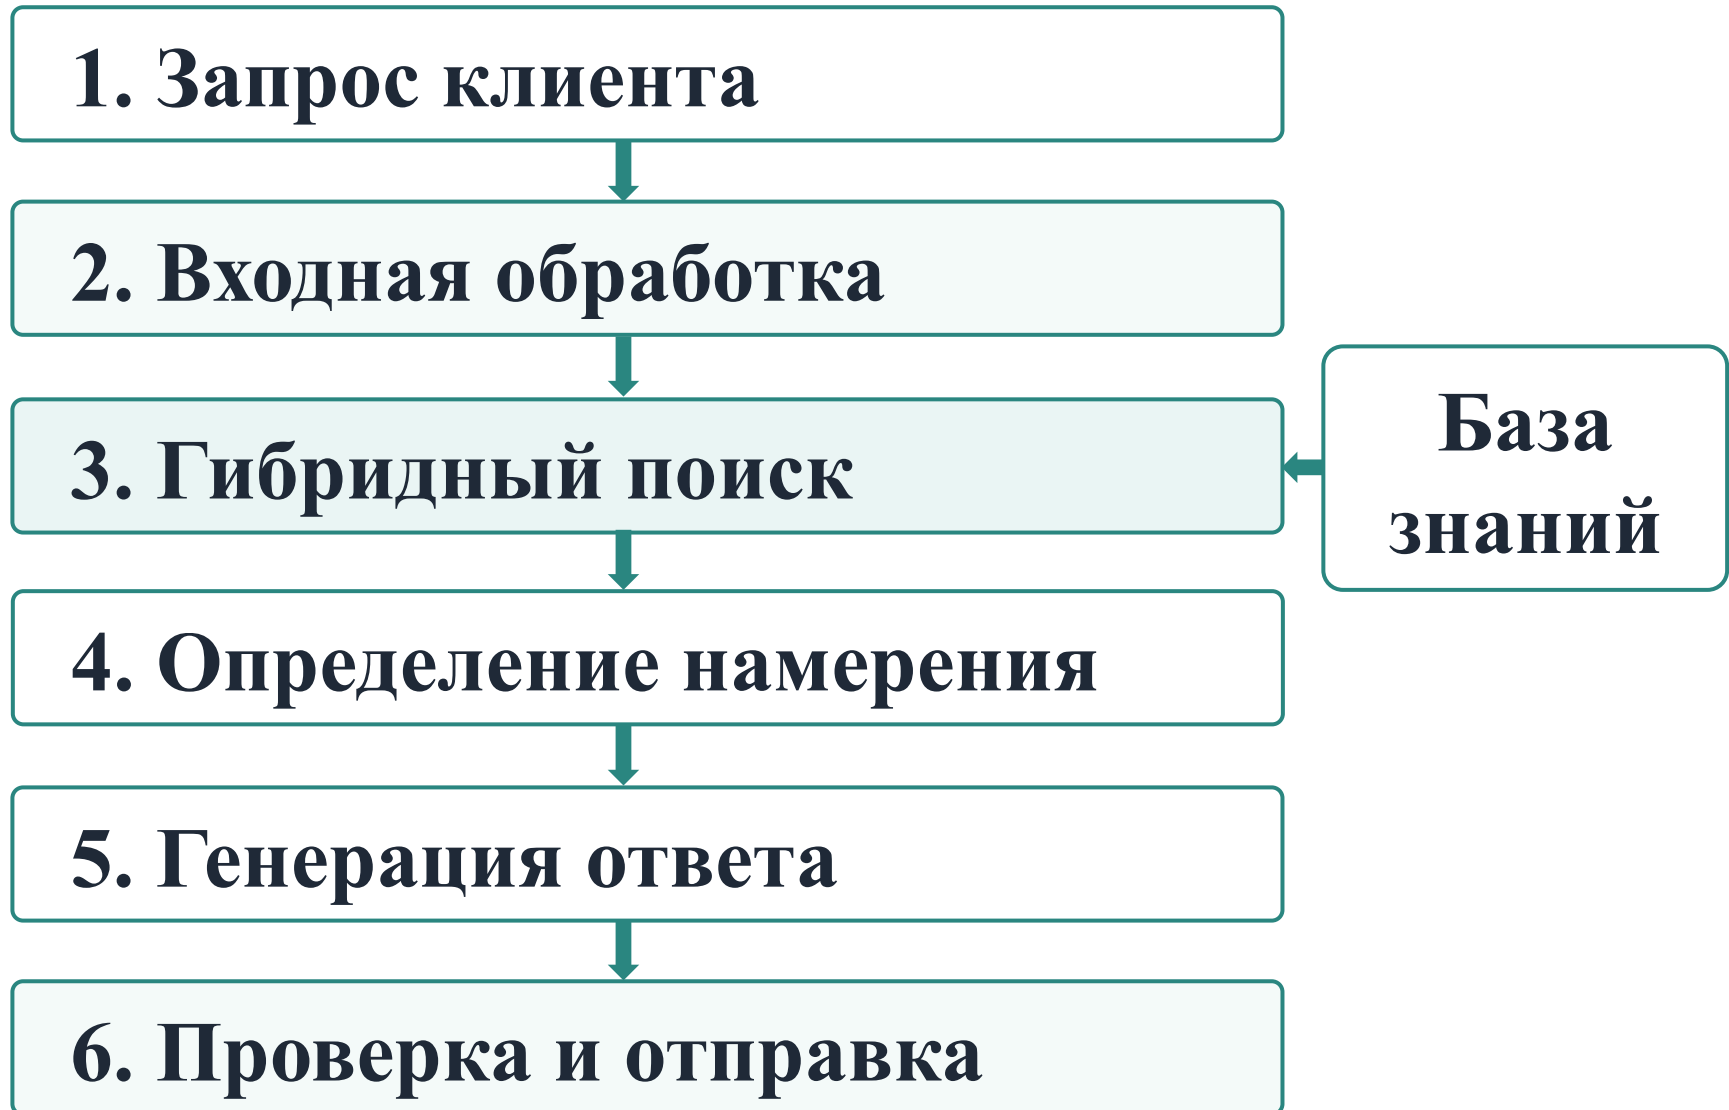 1. Запрос клиента
2. Входная обработка
3. Гибридный поиск
База
знаний
4. Определение намерения
5. Генерация ответа
6. Проверка и отправка